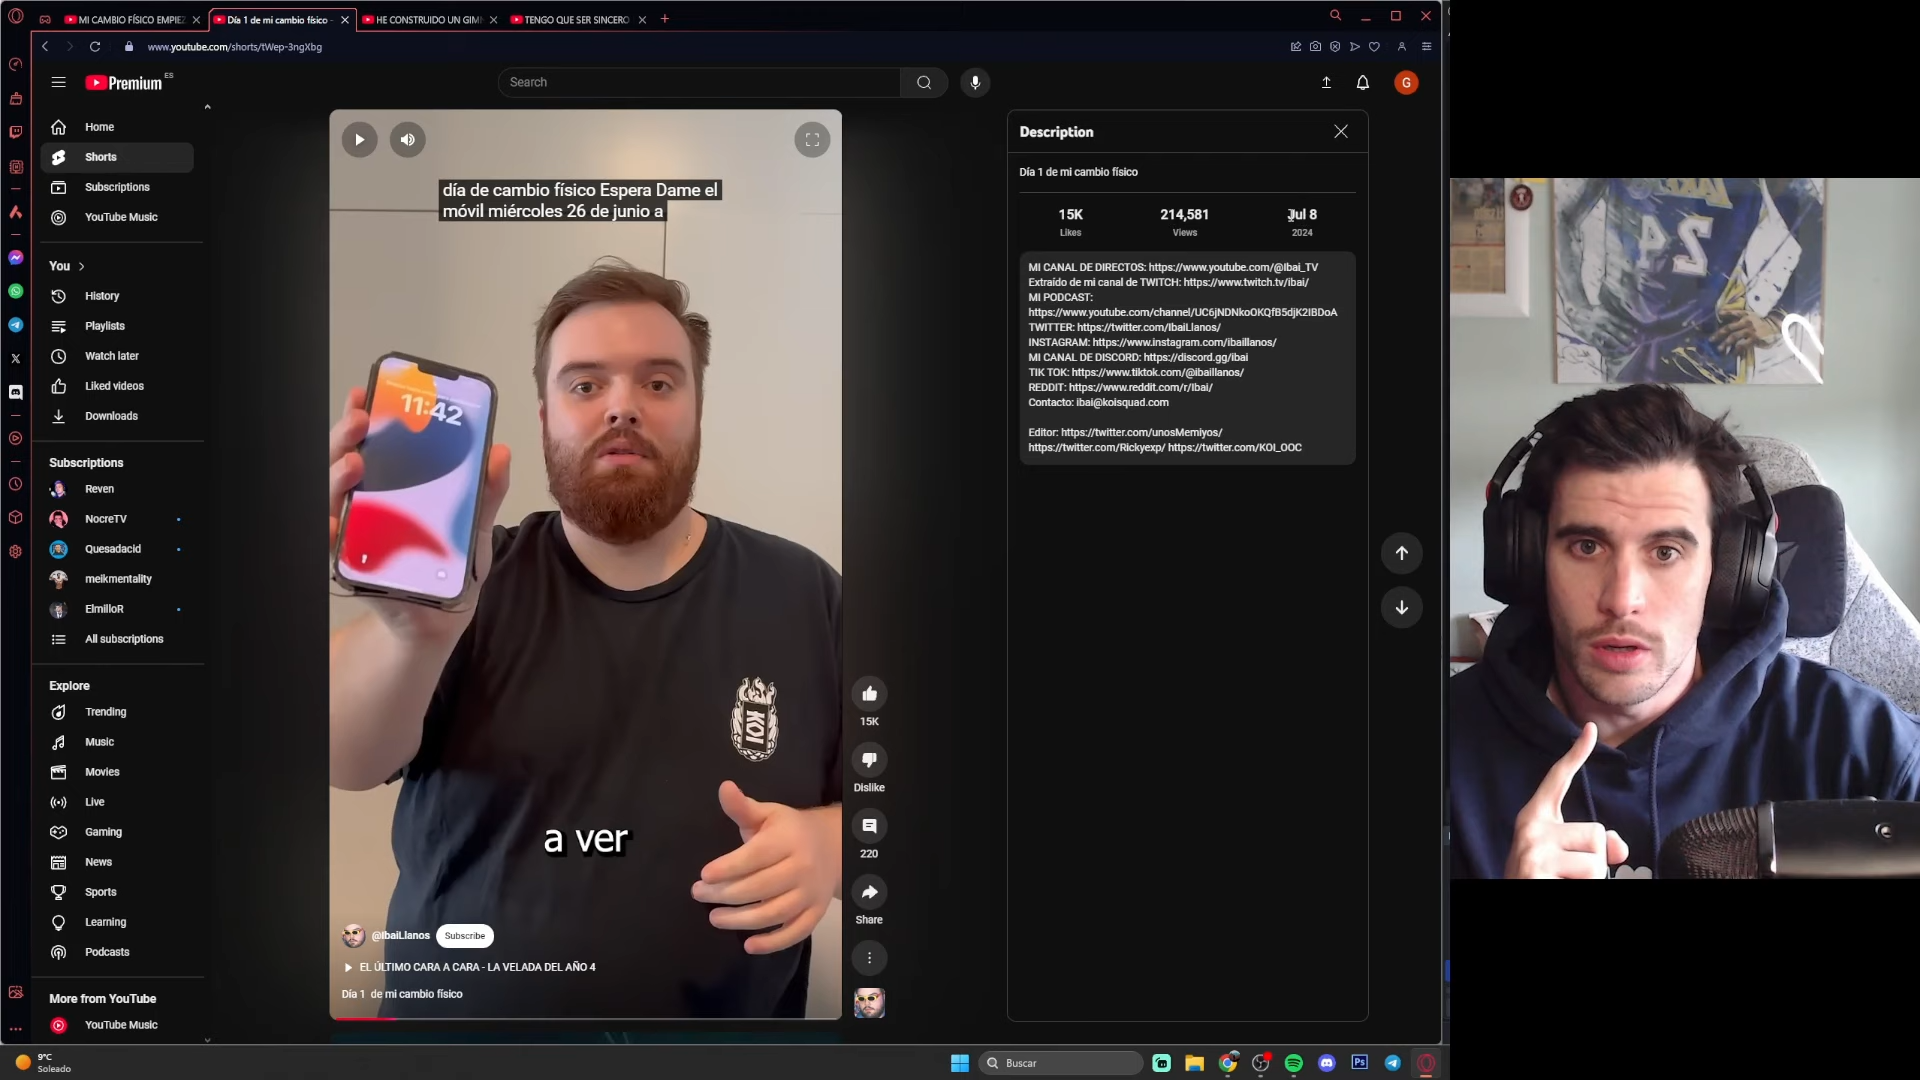 MI CAMBIO FÍSICO EMPIEZ
Día 1 de mi cambio físico -
HE CONSTRUIDO UN GIM
TENGO QUE SER SINCERO
www.youtube.com/shorts/tWep-3ngXbg
Premium
ES
Search
G
Home
Shorts
Subscriptions
YouTube Music
You
History
Playlists
Watch later
Liked videos
Downloads
Subscriptions
Reven
NocreTV
Quesadacid
meikmentality
ElmilloR
All subscriptions
Explore
Trending
Music
Movies
Live
Gaming
News
Sports
Learning
Podcasts
More from YouTube
YouTube Music
día de cambio físico Espera Dame el
móvil miércoles 26 de junio a
11:42
KOI
a ver
@IbaiLlanos
Subscribe
EL ÚLTIMO CARA A CARA - LA VELADA DEL AÑO 4
Día 1 de mi cambio físico
15K
Dislike
220
Share
Description
Día 1 de mi cambio físico
15K
Likes
214,581
Views
Jul 8
2024
MI CANAL DE DIRECTOS: https://www.youtube.com/@Ibai_TV
Extraído de mi canal de TWITCH: https://www.twitch.tv/ibai/
MI PODCAST:
https://www.youtube.com/channel/UC6jNDNkoOKQfB5djK2IBDoA
TWITTER: https://twitter.com/IbaiLlanos/
INSTAGRAM: https://www.instagram.com/ibaillanos/
MI CANAL DE DISCORD: https://discord.gg/ibai
TIK TOK: https://www.tiktok.com/@ibaillanos/
REDDIT: https://www.reddit.com/r/Ibai/
Contacto: ibai@koisquad.com
Editor: https://twitter.com/unosMemiyos/
https://twitter.com/Rickyexp/ https://twitter.com/KOI_OOC
24
9°C
Soleado
Buscar
Ps